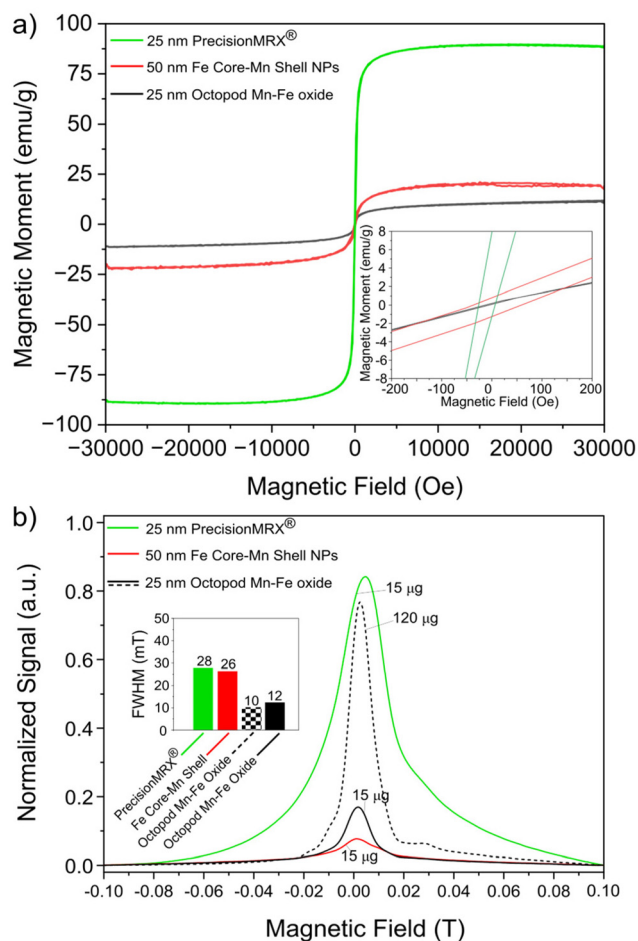 a)
25 nm PrecisionMRX®
50 nm Fe Core-Mn Shell NPs
25 nm Octopod Mn-Fe oxide
Magnetic Moment (emu/g)
100
75
50
25
0
−25
−50
−75
−100
−30000 −20000 −10000 0 10000 20000 30000
Magnetic Field (Oe)
Magnetic Moment (emu/g)
8
6
4
2
0
-2
-4
-6
-8
-200 -100 0 100 200
Magnetic Field (Oe)
b)
25 nm PrecisionMRX®
50 nm Fe Core-Mn Shell NPs
25 nm Octopod Mn-Fe oxide
Normalized Signal (a.u.)
1.0
0.8
0.6
0.4
0.2
0.0
15 µg
120 µg
15 µg
15 µg
FWHM (mT)
50
40
30
20
10
0
28 26 10 12
PrecisionMRX®
Fe Core-Mn Shell
Octopod Mn-Fe Oxide
Octopod Mn-Fe Oxide
-0.10 -0.08 -0.06 -0.04 -0.02 0.00 0.02 0.04 0.06 0.08 0.10
Magnetic Field (T)